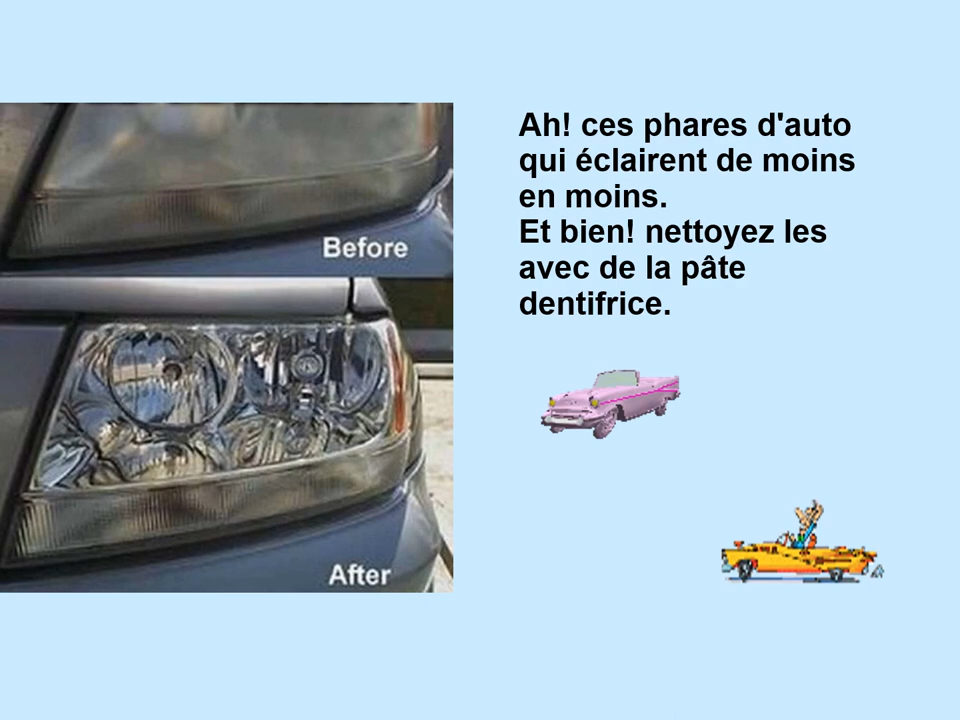 Ah! ces phares d'auto
qui éclairent de moins
en moins.
Et bien! nettoyez les
avec de la pâte
dentifrice.
Before
After